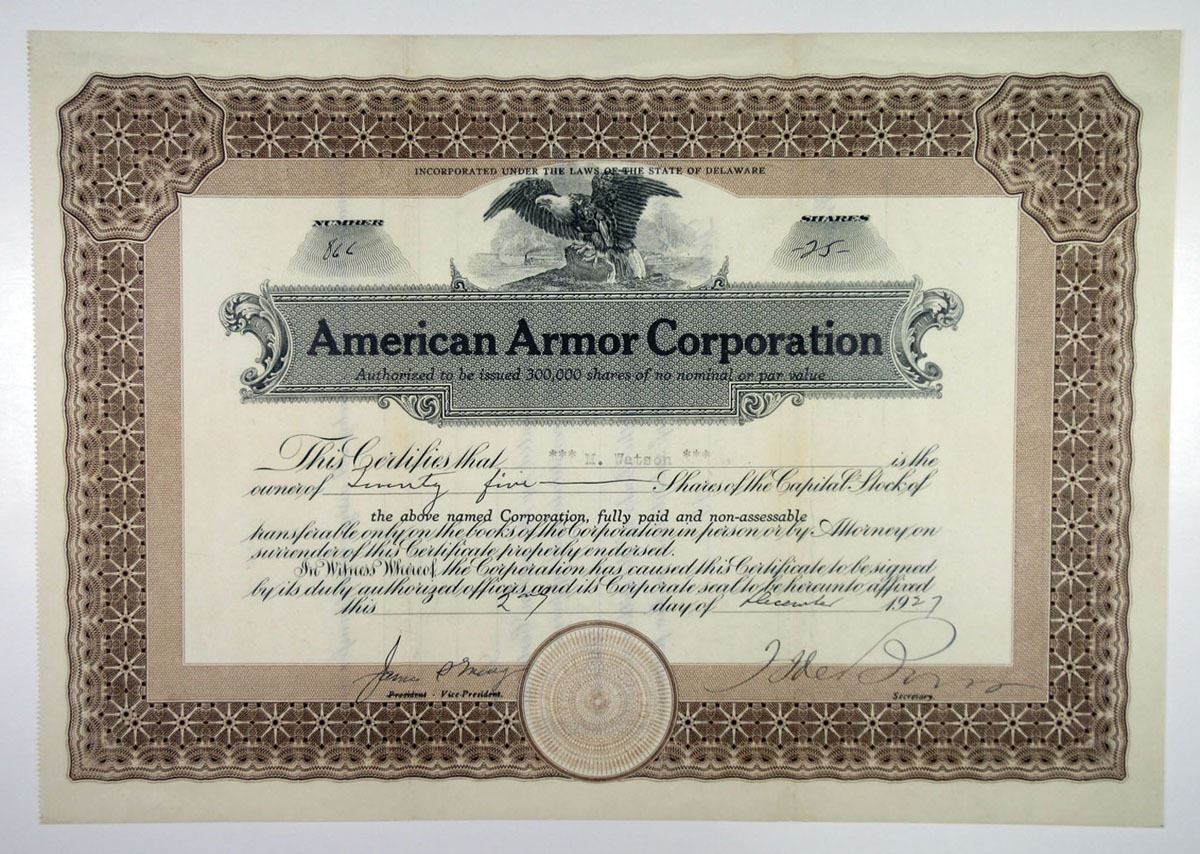 INCORPORATED UNDER THE LAWS OF THE STATE OF DELAWARE
NUMBER
SHARES
-25-
American Armor Corporation
Authorized to be issued 300,000 shares of no nominal or par value
This Certifies that *** M. Watson *** is the
owner of Twenty five Shares of the Capital Stock of
the above named Corporation, fully paid and non-assessable
transferable only on the books of the Corporation in person or by Attorney on
surrender of this Certificate properly endorsed.
In Witness Whereof, the Corporation has caused this Certificate to be signed
by its duly authorized officers and its Corporate seal to be hereunto affixed
this day of December 1927
James
President - Vice-President.
Secretary.